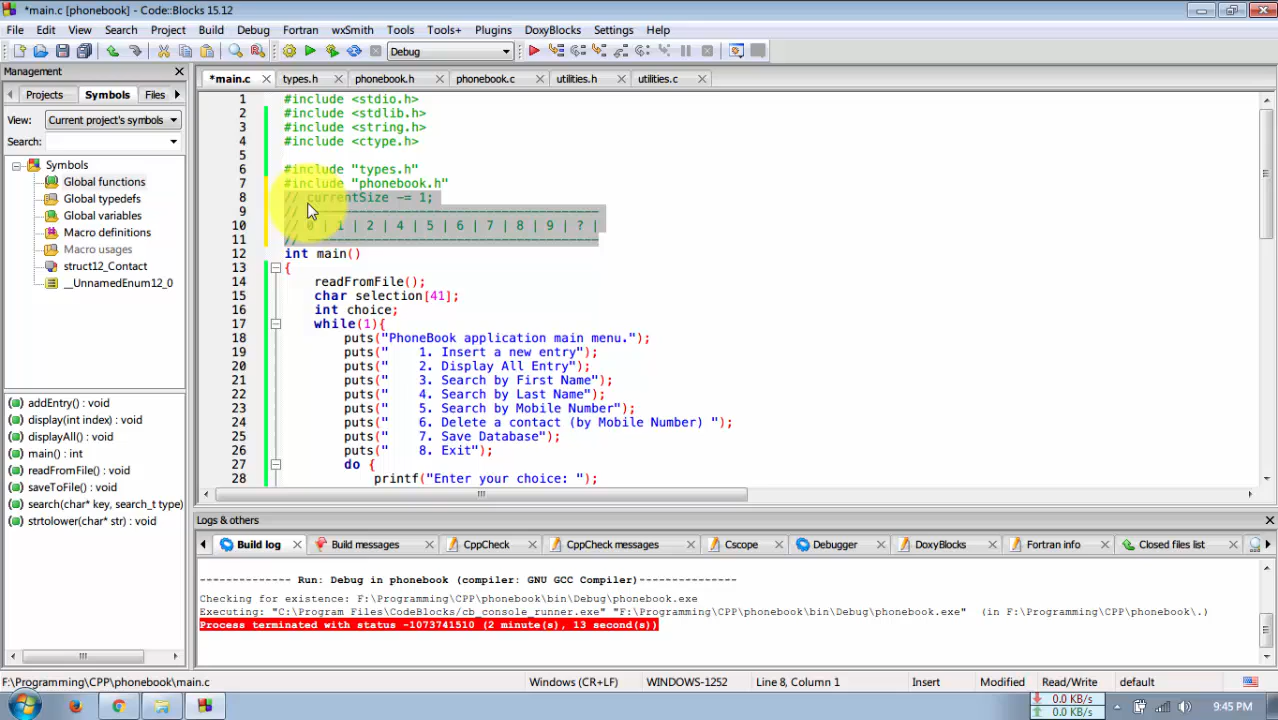 *main.c [phonebook] - Code::Blocks 15.12
File Edit View Search Project Build Debug Fortran wxSmith Tools Tools+ Plugins DoxyBlocks Settings Help
Debug
Management
*main.c types.h phonebook.h phonebook.c utilities.h utilities.c
Projects Symbols Files
View: Current project's symbols
Search:
Symbols
Global functions
Global typedefs
Global variables
Macro definitions
Macro usages
struct12_Contact
__UnnamedEnum12_0
addEntry() : void
display(int index) : void
displayAll() : void
main() : int
readFromFile() : void
saveToFile() : void
search(char* key, search_t type)
strtolower(char* str) : void
1 #include <stdio.h>
2 #include <stdlib.h>
3 #include <string.h>
4 #include <ctype.h>
5
6 #include "types.h"
7 #include "phonebook.h"
8 // currentSize -= 1;
9 // ---------------------------------------
10 // 0 | 1 | 2 | 4 | 5 | 6 | 7 | 8 | 9 | ? |
11 // ---------------------------------------
12 int main()
13 {
14 readFromFile();
15 char selection[41];
16 int choice;
17 while(1){
18 puts("PhoneBook application main menu.");
19 puts("    1. Insert a new entry");
20 puts("    2. Display All Entry");
21 puts("    3. Search by First Name");
22 puts("    4. Search by Last Name");
23 puts("    5. Search by Mobile Number");
24 puts("    6. Delete a contact (by Mobile Number) ");
25 puts("    7. Save Database");
26 puts("    8. Exit");
27 do {
28 printf("Enter your choice: ");
Logs & others
Build log Build messages CppCheck CppCheck messages Cscope Debugger DoxyBlocks Fortran info Closed files list
-------------- Run: Debug in phonebook (compiler: GNU GCC Compiler)---------------
Checking for existence: F:\Programming\CPP\phonebook\bin\Debug\phonebook.exe
Executing: "C:\Program Files\CodeBlocks/cb_console_runner.exe" "F:\Programming\CPP\phonebook\bin\Debug\phonebook.exe"  (in F:\Programming\CPP\phonebook\.)
Process terminated with status -1073741510 (2 minute(s), 13 second(s))
F:\Programming\CPP\phonebook\main.c Windows (CR+LF) WINDOWS-1252 Line 8, Column 1 Insert Modified Read/Write default
0.0 KB/s
0.0 KB/s
9:45 PM